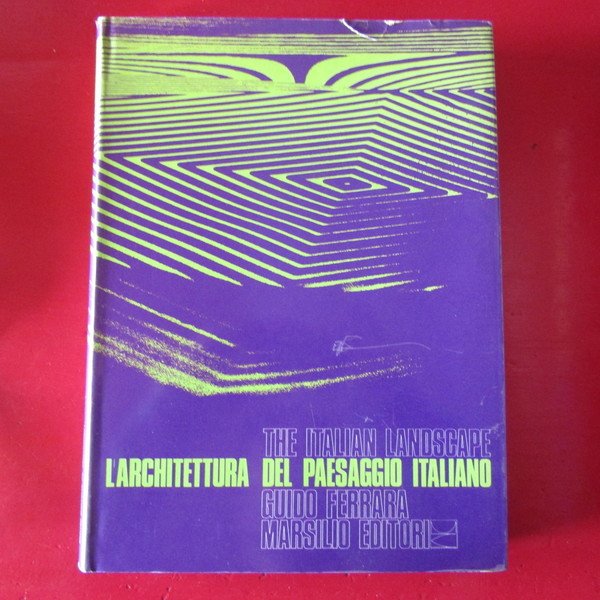 THE ITALIAN LANDSCAPE
L'ARCHITETTURA DEL PAESAGGIO ITALIANO
GUIDO FERRARA
MARSILIO EDITORI